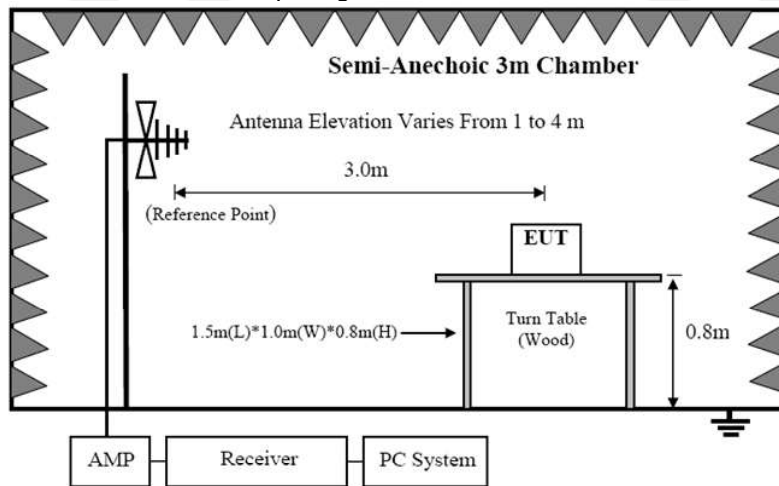 Semi-Anechoic 3m Chamber
Antenna Elevation Varies From 1 to 4 m
3.0m
(Reference Point)
EUT
1.5m(L)*1.0m(W)*0.8m(H)
Turn Table
(Wood)
0.8m
AMP
Receiver
PC System